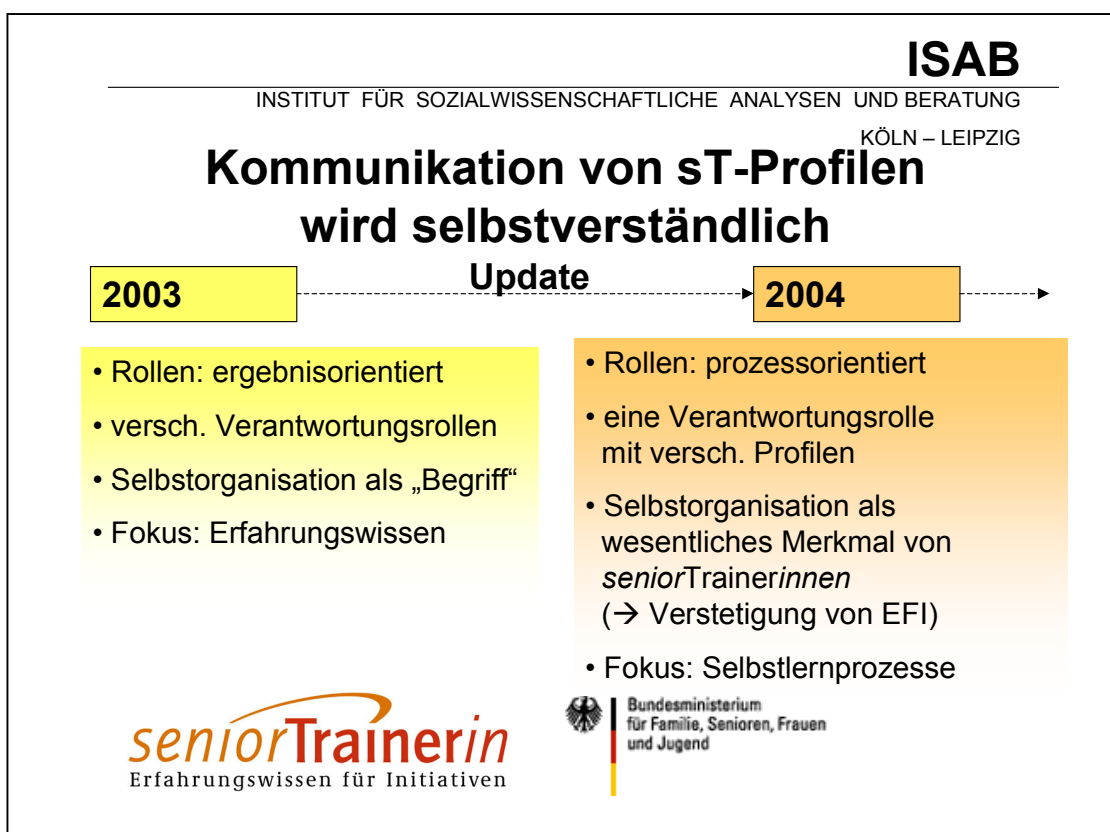 ISAB
INSTITUT FÜR SOZIALWISSENSCHAFTLICHE ANALYSEN UND BERATUNG
KÖLN – LEIPZIG
Kommunikation von sT-Profilen
wird selbstverständlich
Update
2003
2004
• Rollen: ergebnisorientiert
• versch. Verantwortungsrollen
• Selbstorganisation als „Begriff“
• Fokus: Erfahrungswissen
• Rollen: prozessorientiert
• eine Verantwortungsrolle
mit versch. Profilen
• Selbstorganisation als
wesentliches Merkmal von
seniorTrainerinnen
(→ Verstetigung von EFI)
• Fokus: Selbstlernprozesse
seniorTrainerin
Erfahrungswissen für Initiativen
Bundesministerium
für Familie, Senioren, Frauen
und Jugend